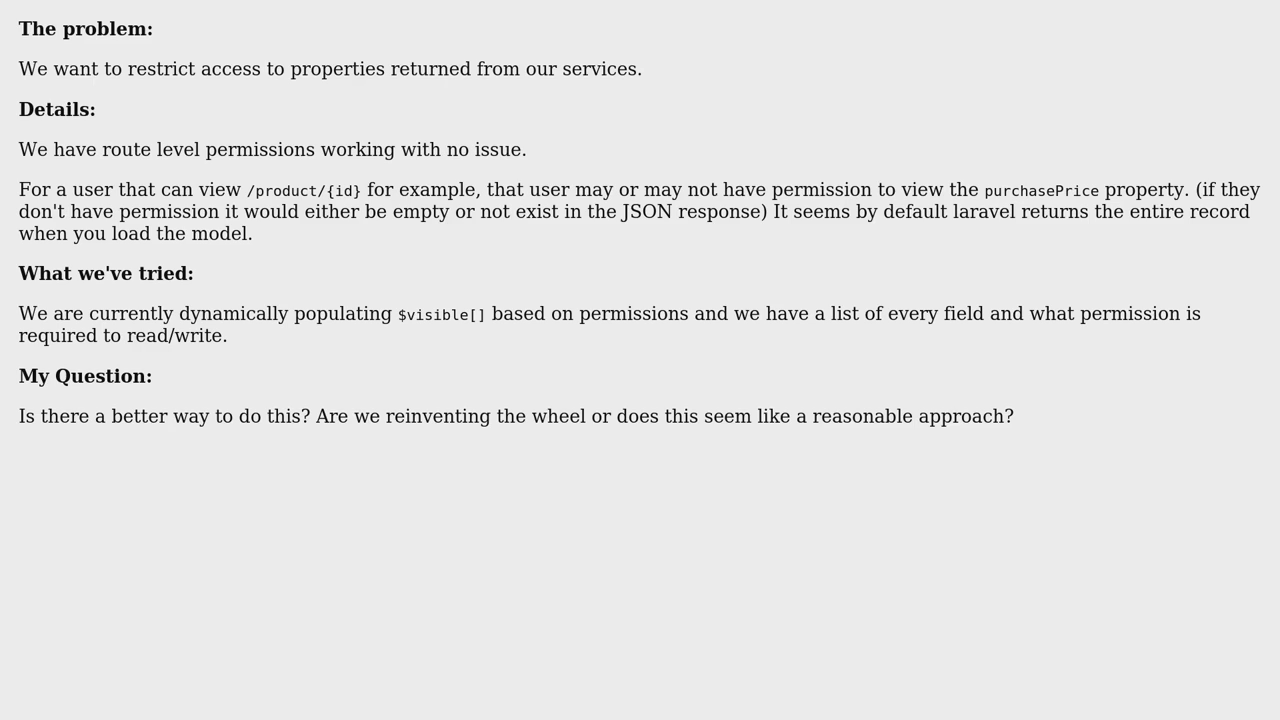 The problem:
We want to restrict access to properties returned from our services.
Details:
We have route level permissions working with no issue.
For a user that can view /product/{id} for example, that user may or may not have permission to view the purchasePrice property. (if they
don't have permission it would either be empty or not exist in the JSON response) It seems by default laravel returns the entire record
when you load the model.
What we've tried:
We are currently dynamically populating $visible[] based on permissions and we have a list of every field and what permission is
required to read/write.
My Question:
Is there a better way to do this? Are we reinventing the wheel or does this seem like a reasonable approach?